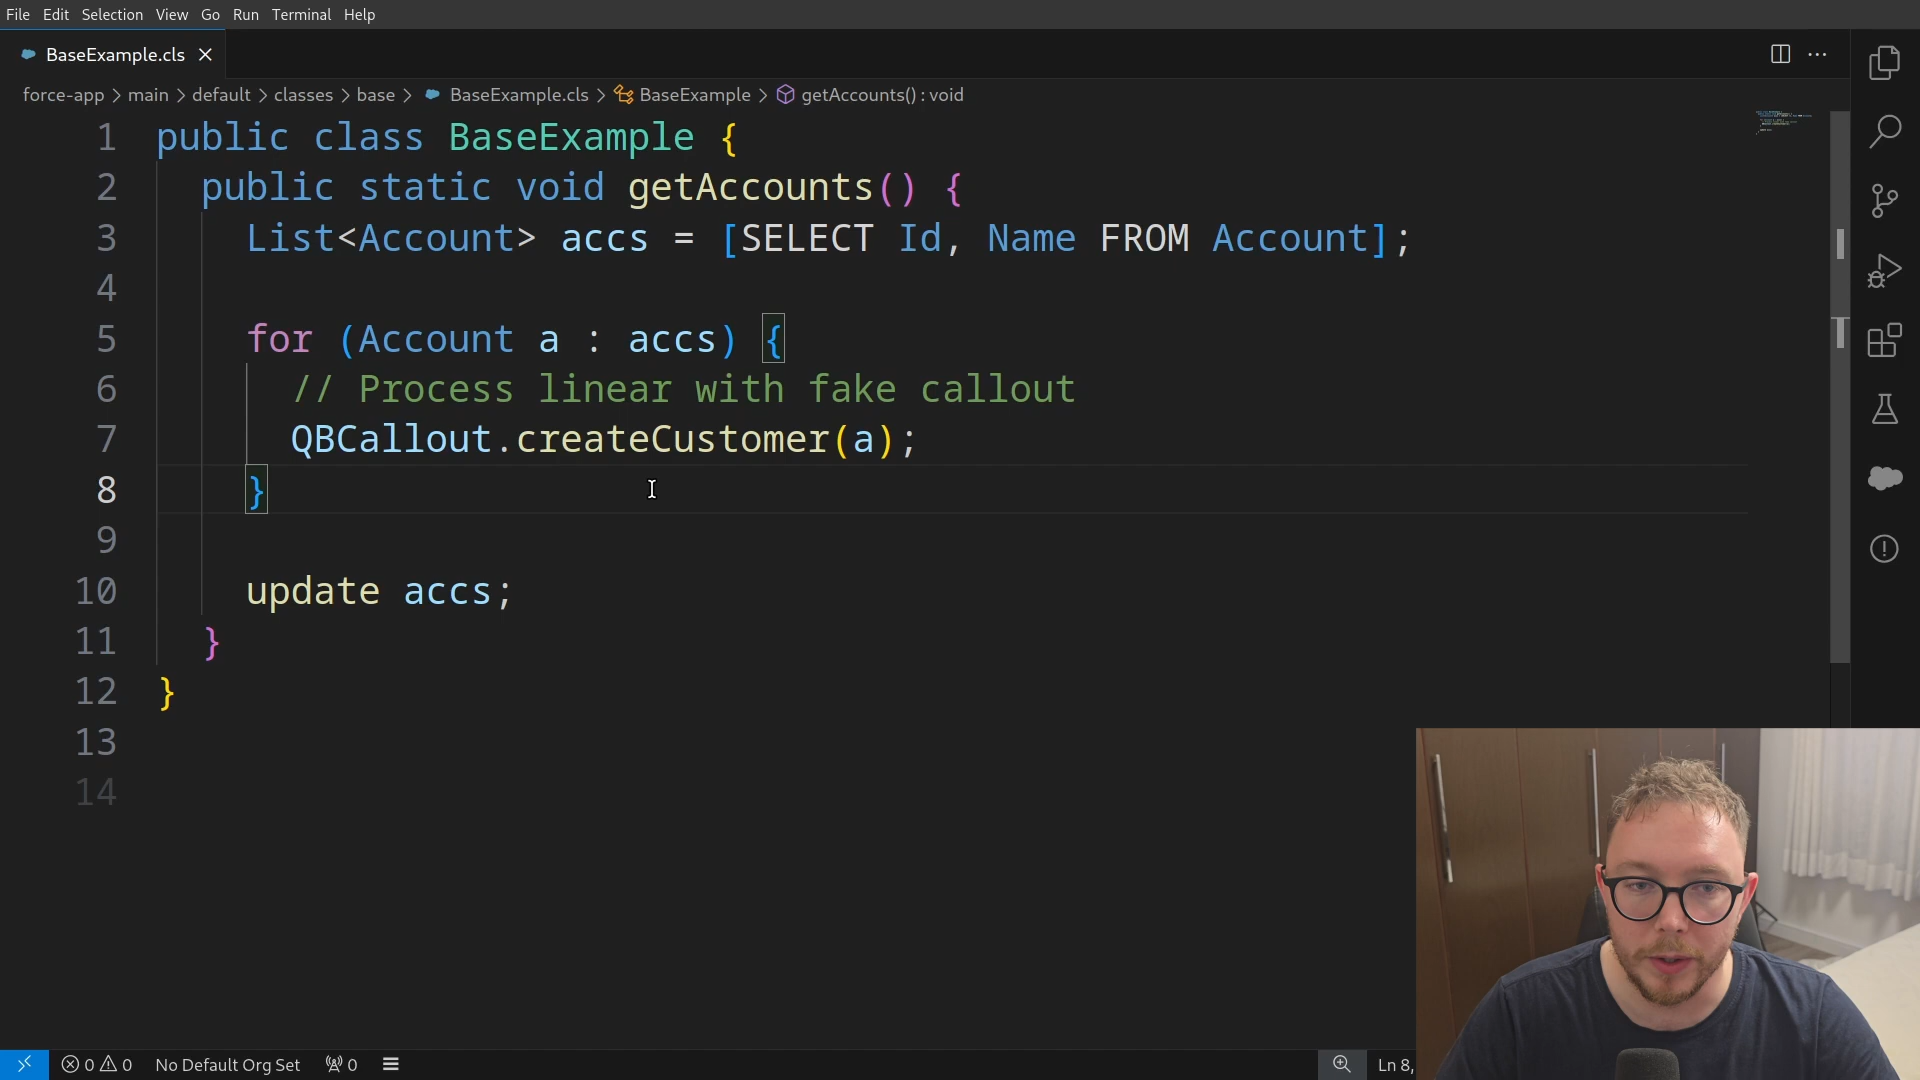 File Edit Selection View Go Run Terminal Help
BaseExample.cls
force-app > main > default > classes > base > BaseExample.cls > BaseExample > getAccounts() : void
1 public class BaseExample {
2 public static void getAccounts() {
3 List<Account> accs = [SELECT Id, Name FROM Account];
4
5 for (Account a : accs) {
6 // Process linear with fake callout
7 QBCallout.createCustomer(a);
8 }
9
10 update accs;
11 }
12 }
13
14
0 0 No Default Org Set 0 Ln 8,